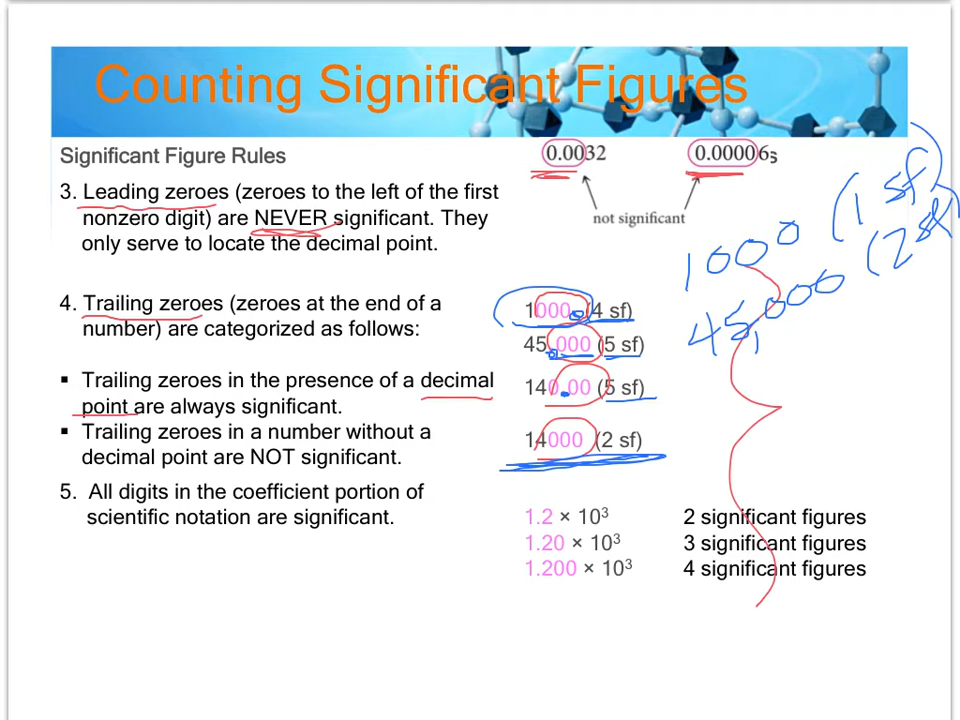 Counting Significant Figures
Significant Figure Rules
0.0032 0.00006s
not significant
3. Leading zeroes (zeroes to the left of the first
nonzero digit) are NEVER significant. They
only serve to locate the decimal point.
1000 (1 sf)
45,000 (2 sf)
4. Trailing zeroes (zeroes at the end of a
number) are categorized as follows:
1000. (4 sf)
45.000 (5 sf)
▪ Trailing zeroes in the presence of a decimal
point are always significant.
140.00 (5 sf)
▪ Trailing zeroes in a number without a
decimal point are NOT significant.
14000 (2 sf)
5. All digits in the coefficient portion of
scientific notation are significant.
1.2 × 10³ 2 significant figures
1.20 × 10³ 3 significant figures
1.200 × 10³ 4 significant figures